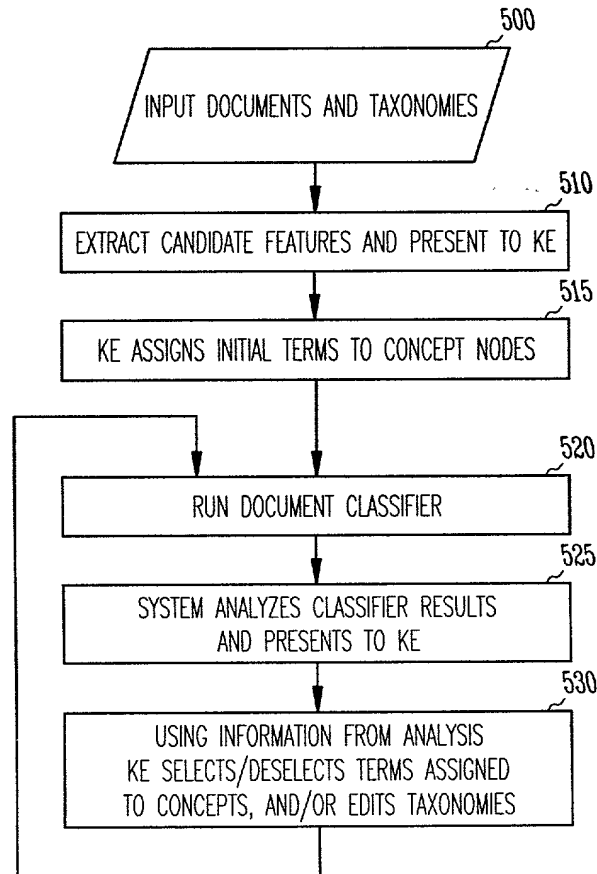 500
INPUT DOCUMENTS AND TAXONOMIES
510
EXTRACT CANDIDATE FEATURES AND PRESENT TO KE
515
KE ASSIGNS INITIAL TERMS TO CONCEPT NODES
520
RUN DOCUMENT CLASSIFIER
525
SYSTEM ANALYZES CLASSIFIER RESULTS
AND PRESENTS TO KE
530
USING INFORMATION FROM ANALYSIS
KE SELECTS/DESELECTS TERMS ASSIGNED
TO CONCEPTS, AND/OR EDITS TAXONOMIES